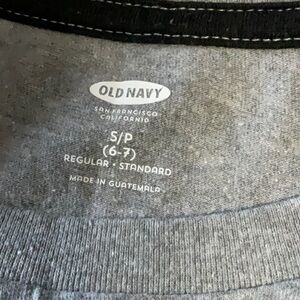 OLD NAVY
SAN FRANCISCO
CALIFORNIA
S/P
(6-7)
REGULAR • STANDARD
MADE IN GUATEMALA